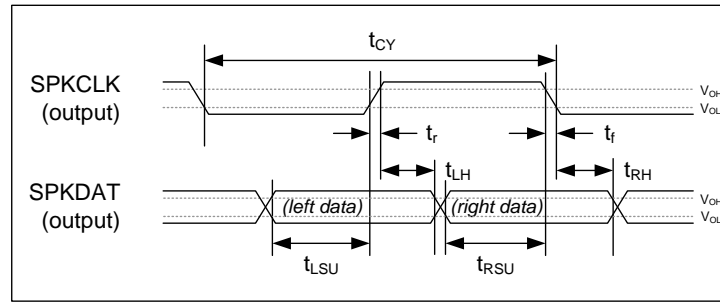 tCY
SPKCLK
(output)
VOH
VOL
tr
tf
tLH
tRH
SPKDAT
(output)
(left data)
(right data)
VOH
VOL
tLSU
tRSU